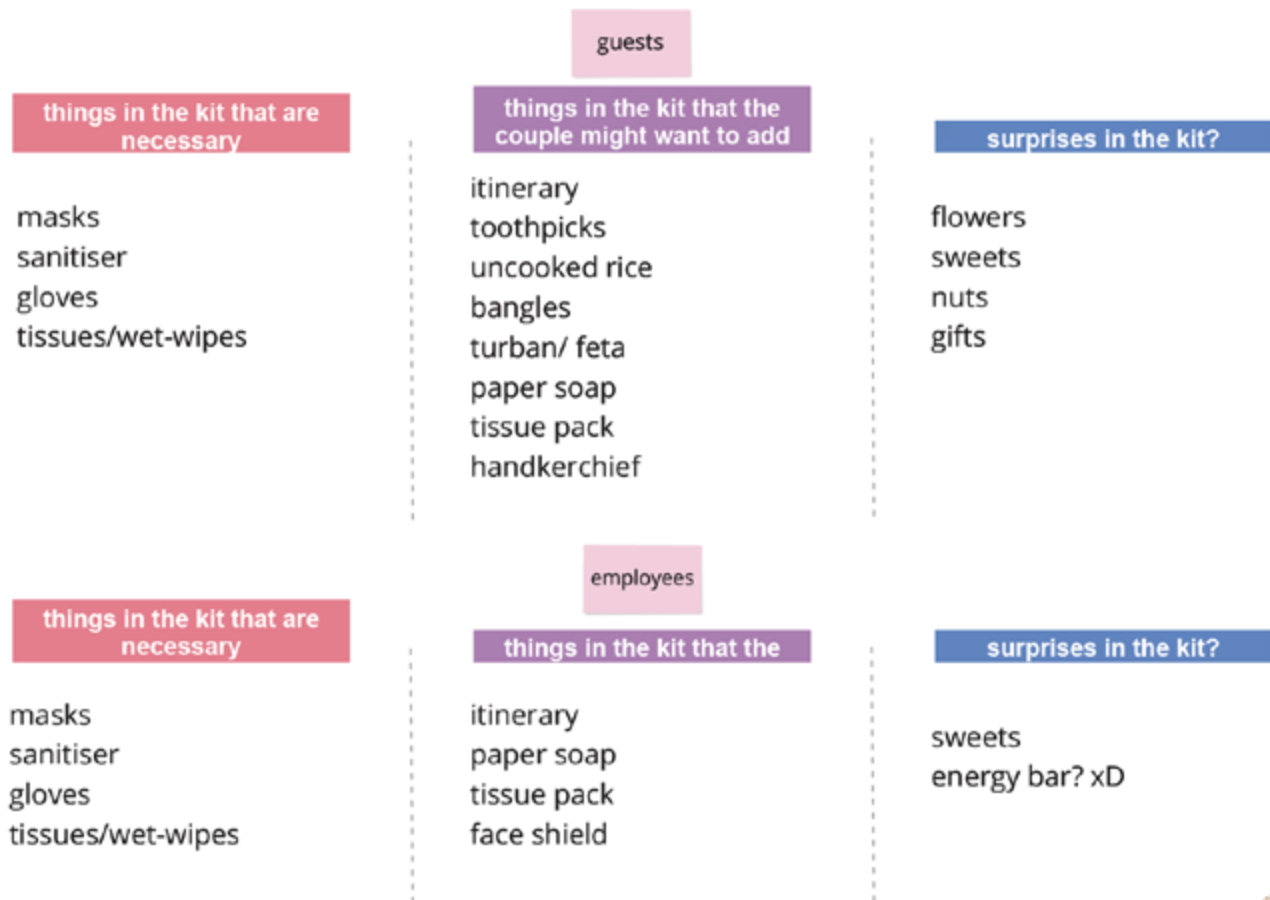 guests
things in the kit that are
necessary
masks
sanitiser
gloves
tissues/wet-wipes
things in the kit that the
couple might want to add
itinerary
toothpicks
uncooked rice
bangles
turban/ feta
paper soap
tissue pack
handkerchief
surprises in the kit?
flowers
sweets
nuts
gifts
employees
things in the kit that are
necessary
masks
sanitiser
gloves
tissues/wet-wipes
things in the kit that the
itinerary
paper soap
tissue pack
face shield
surprises in the kit?
sweets
energy bar? xD